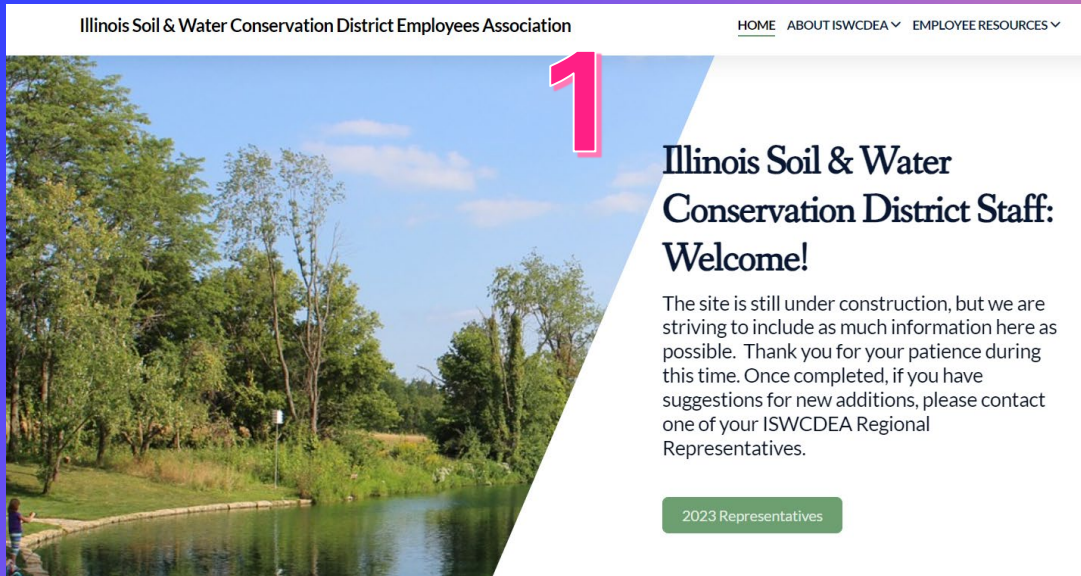 Illinois Soil & Water Conservation District Employees Association
HOME ABOUT ISWCDEA EMPLOYEE RESOURCES
1
Illinois Soil & Water
Conservation District Staff:
Welcome!
The site is still under construction, but we are
striving to include as much information here as
possible. Thank you for your patience during
this time. Once completed, if you have
suggestions for new additions, please contact
one of your ISWCDEA Regional
Representatives.
2023 Representatives